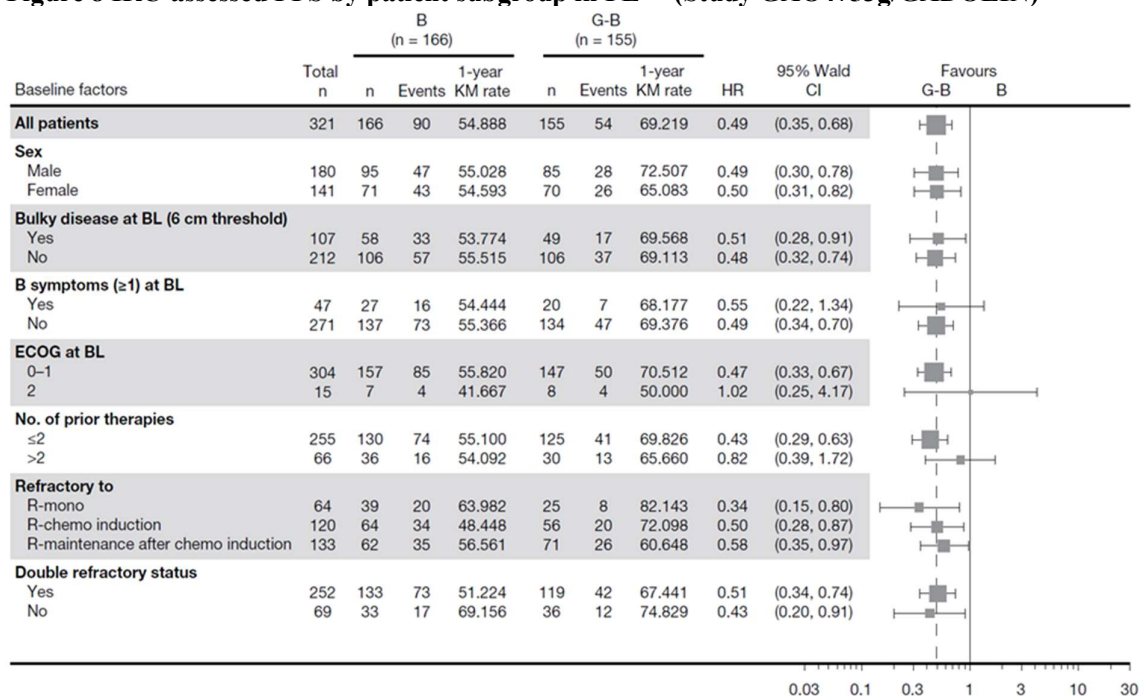 Figure IRC-assessed PFS by patient subgroup in FL (Study GAO4753g/GADOLIN)
B G-B
(n = 166) (n = 155)
Total 1-year 1-year 95% Wald Favours
Baseline factors n n Events KM rate n Events KM rate HR CI G-B B
All patients 321 166 90 54.888 155 54 69.219 0.49 (0.35, 0.68)
Sex
Male 180 95 47 55.028 85 28 72.507 0.49 (0.30, 0.78)
Female 141 71 43 54.593 70 26 65.083 0.50 (0.31, 0.82)
Bulky disease at BL (6 cm threshold)
Yes 107 58 33 53.774 49 17 69.568 0.51 (0.28, 0.91)
No 212 106 57 55.515 106 37 69.113 0.48 (0.32, 0.74)
B symptoms (≥1) at BL
Yes 47 27 16 54.444 20 7 68.177 0.55 (0.22, 1.34)
No 271 137 73 55.366 134 47 69.376 0.49 (0.34, 0.70)
ECOG at BL
0–1 304 157 85 55.820 147 50 70.512 0.47 (0.33, 0.67)
2 15 7 4 41.667 8 4 50.000 1.02 (0.25, 4.17)
No. of prior therapies
≤2 255 130 74 55.100 125 41 69.826 0.43 (0.29, 0.63)
>2 66 36 16 54.092 30 13 65.660 0.82 (0.39, 1.72)
Refractory to
R-mono 64 39 20 63.982 25 8 82.143 0.34 (0.15, 0.80)
R-chemo induction 120 64 34 48.448 56 20 72.098 0.50 (0.28, 0.87)
R-maintenance after chemo induction 133 62 35 56.561 71 26 60.648 0.58 (0.35, 0.97)
Double refractory status
Yes 252 133 73 51.224 119 42 67.441 0.51 (0.34, 0.74)
No 69 33 17 69.156 36 12 74.829 0.43 (0.20, 0.91)
0.03 0.1 0.3 1 3 10 30